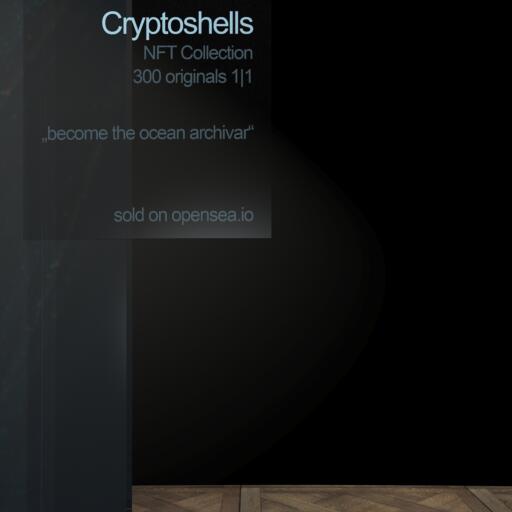 Cryptoshells
NFT Collection
300 originals 1|1
„become the ocean archivar“
sold on opensea.io